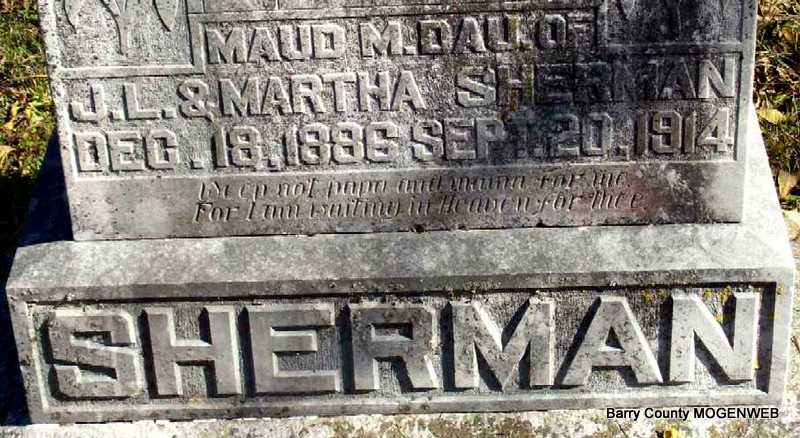 MAUD M. DAU. OF
J.L. & MARTHA SHERMAN
DEC. 18, 1886 SEPT. 20, 1914
Weep not papa and mama for me
For I am waiting in Heaven for thee
SHERMAN
Barry County MOGENWEB